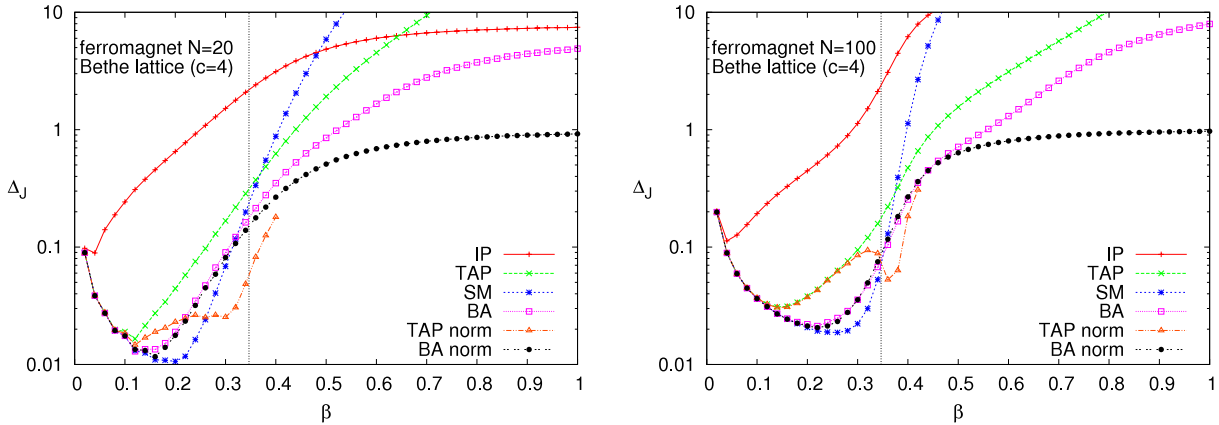 10
1
0.1
0.01
Δ_J
ferromagnet N=20
Bethe lattice (c=4)
IP
TAP
SM
BA
TAP norm
BA norm
0 0.1 0.2 0.3 0.4 0.5 0.6 0.7 0.8 0.9 1
β
10
1
0.1
0.01
Δ_J
ferromagnet N=100
Bethe lattice (c=4)
IP
TAP
SM
BA
TAP norm
BA norm
0 0.1 0.2 0.3 0.4 0.5 0.6 0.7 0.8 0.9 1
β